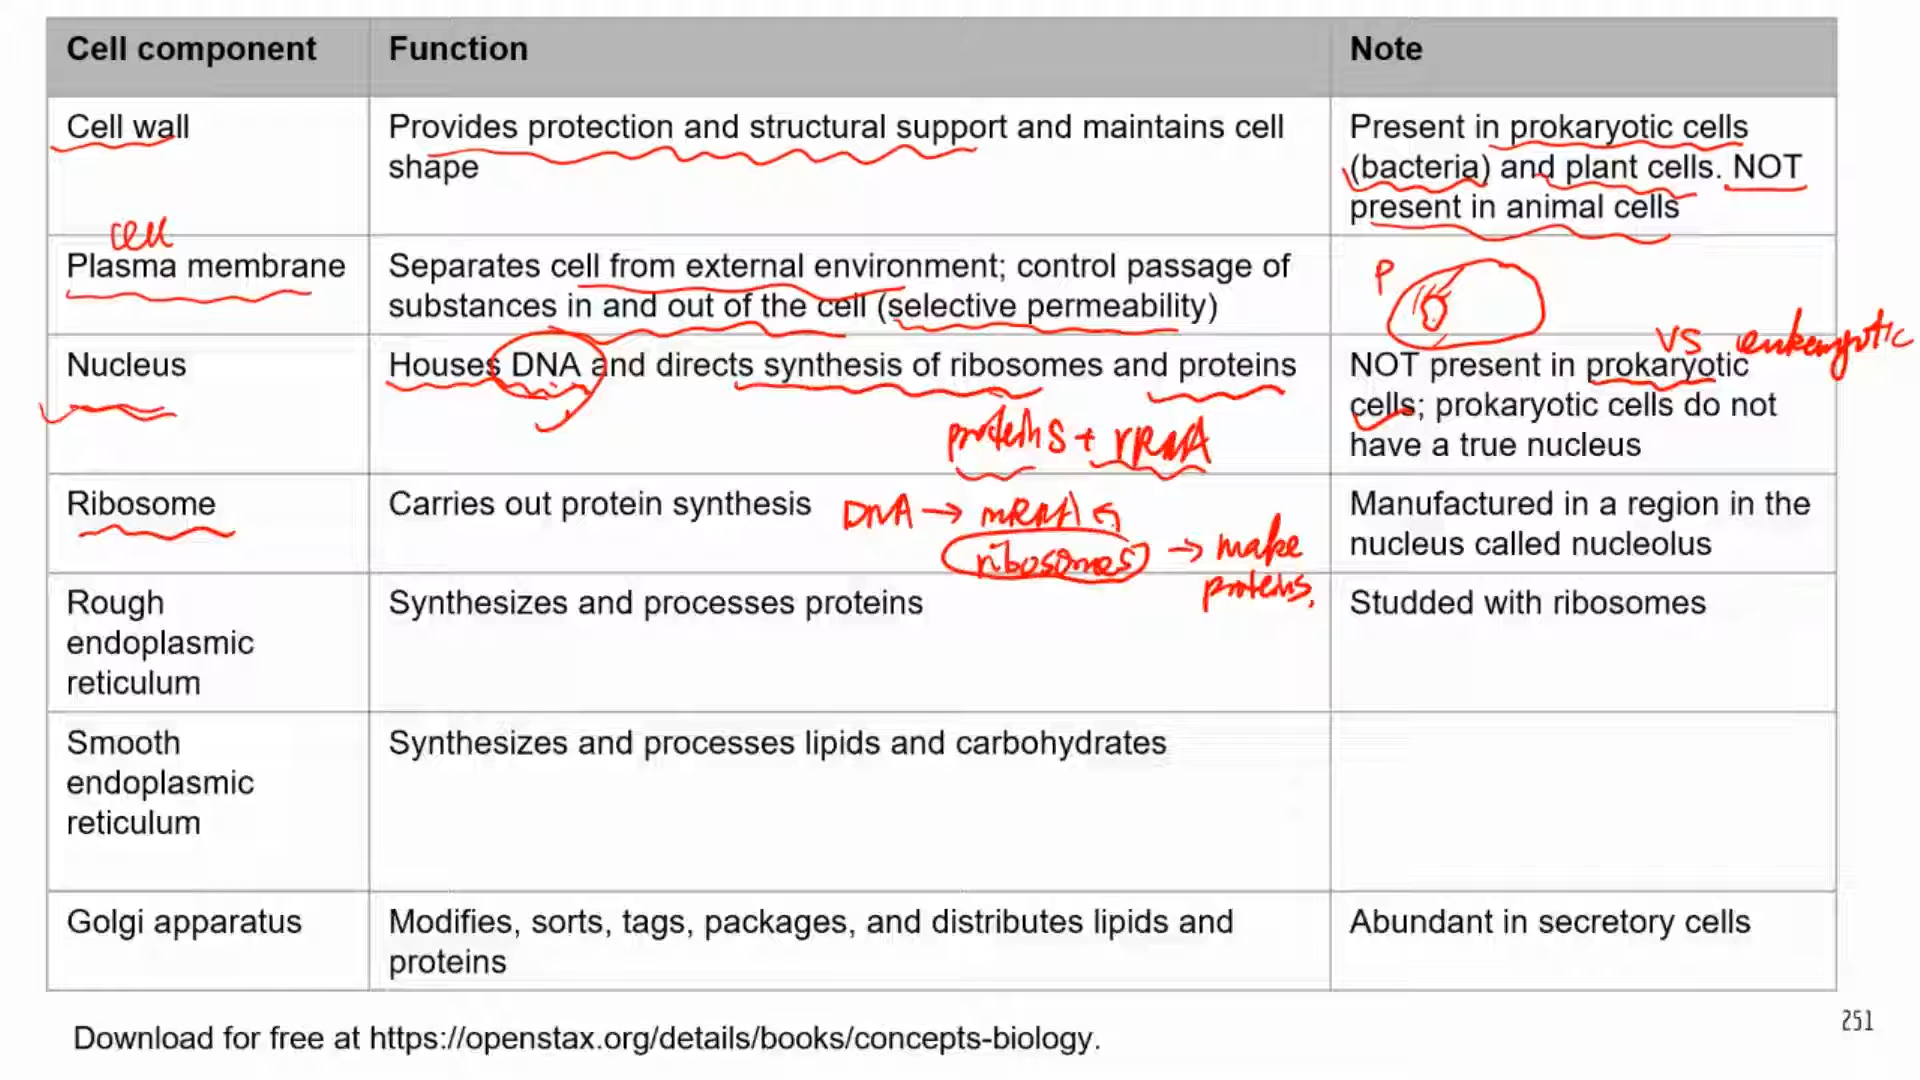 Cell component Function Note
Cell wall Provides protection and structural support and maintains cell Present in prokaryotic cells
shape (bacteria) and plant cells. NOT
present in animal cells
cell
Plasma membrane Separates cell from external environment; control passage of P
substances in and out of the cell (selective permeability)
vs eukaryotic
Nucleus Houses DNA and directs synthesis of ribosomes and proteins NOT present in prokaryotic
cells; prokaryotic cells do not
proteins + rRNA have a true nucleus
Ribosome Carries out protein synthesis DNA → mRNA Manufactured in a region in the
ribosomes → make nucleus called nucleolus
proteins.
Rough Synthesizes and processes proteins Studded with ribosomes
endoplasmic
reticulum
Smooth Synthesizes and processes lipids and carbohydrates
endoplasmic
reticulum
Golgi apparatus Modifies, sorts, tags, packages, and distributes lipids and Abundant in secretory cells
proteins
251
Download for free at https://openstax.org/details/books/concepts-biology.